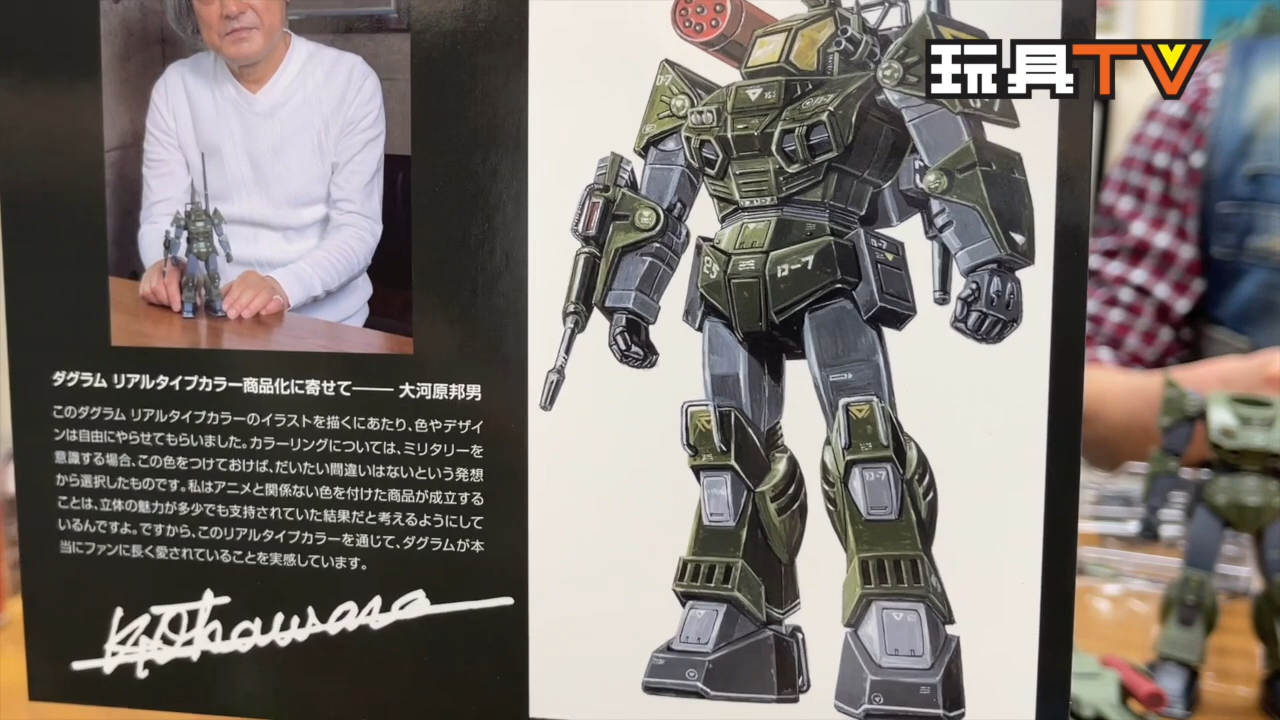 玩具TV
ダグラム リアルタイプカラー商品化に寄せて―― 大河原邦男
このダグラム リアルタイプカラーのイラストを描くにあたり、色やデザイ
ンは自由にやらせてもらいました。カラーリングについては、ミリタリーを
意識する場合、この色をつけておけば、だいたい間違いはないという発想
から選択したものです。私はアニメと関係ない色を付けた商品が成立する
ことは、立体の魅力が多少でも支持されていた結果だと考えるようにして
いるんですよ。ですから、このリアルタイプカラーを通じて、ダグラムが本
当にファンに長く愛されていることを実感しています。
K.Okawara
D-7
25
D-7
D-7
D-7